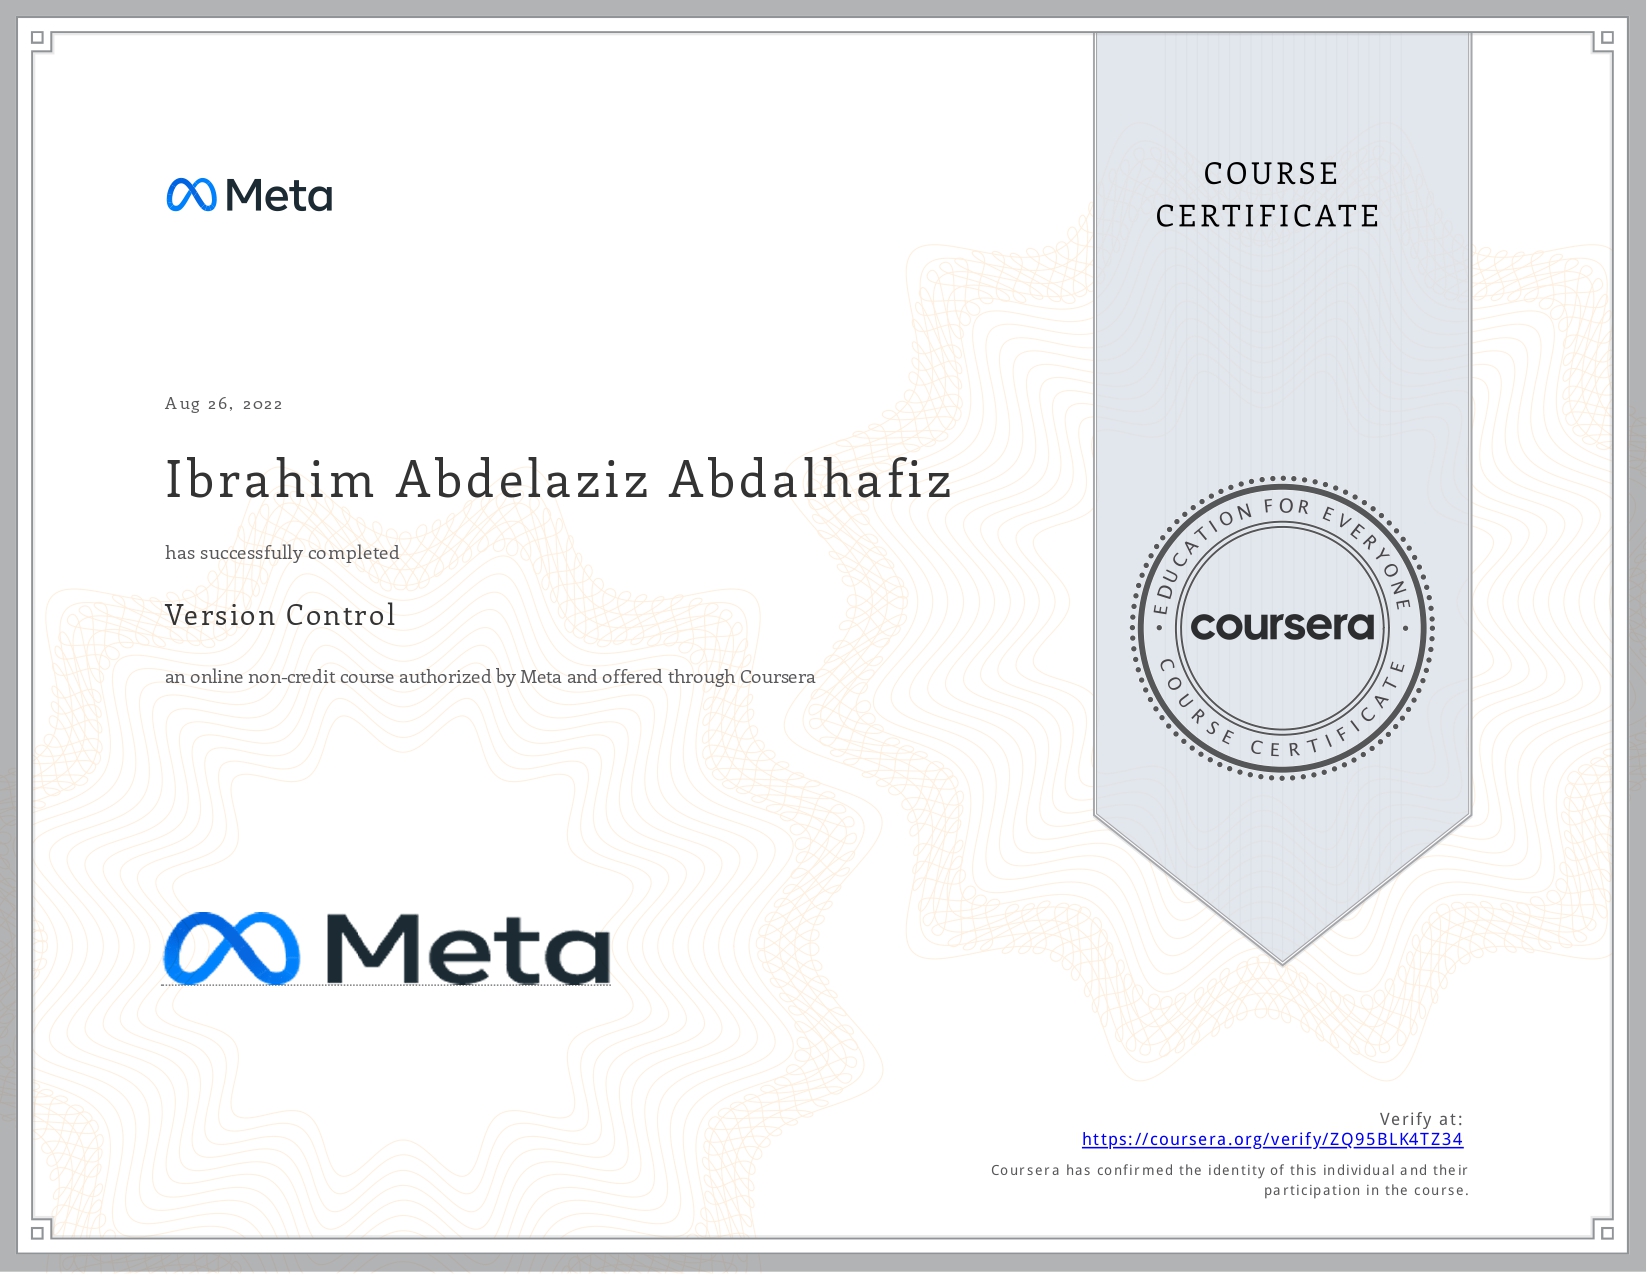 Meta
COURSE
CERTIFICATE
Aug 26, 2022
Ibrahim Abdelaziz Abdalhafiz
has successfully completed
Version Control
an online non-credit course authorized by Meta and offered through Coursera
EDUCATION FOR EVERYONE
coursera
COURSE CERTIFICATE
Meta
Verify at:
https://coursera.org/verify/ZQ95BLK4TZ34
Coursera has confirmed the identity of this individual and their
participation in the course.